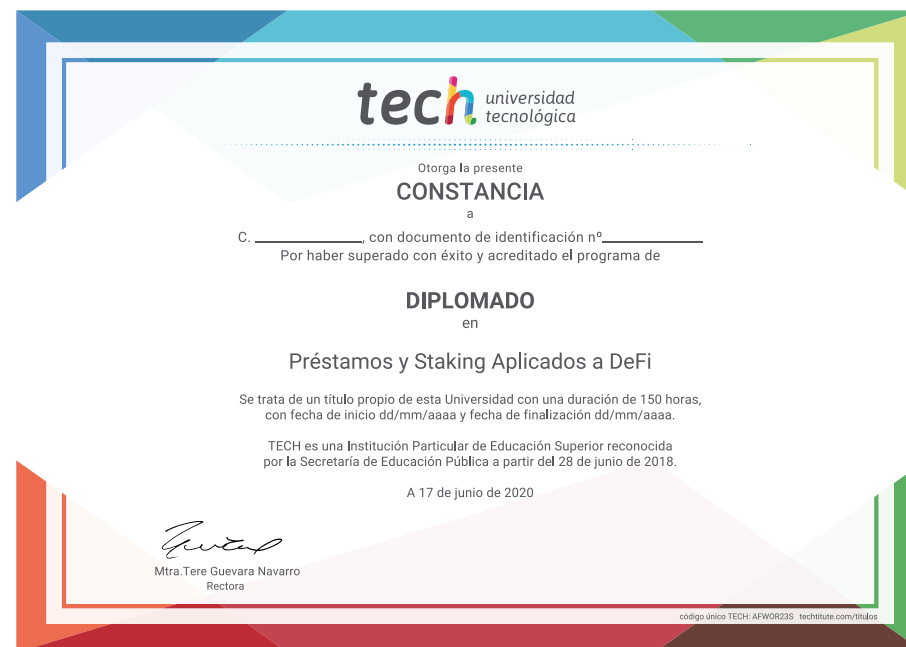 tech universidad
tecnológica
Otorga la presente
CONSTANCIA
a
C. ____________, con documento de identificación nº____________
Por haber superado con éxito y acreditado el programa de
DIPLOMADO
en
Préstamos y Staking Aplicados a DeFi
Se trata de un título propio de esta Universidad con una duración de 150 horas,
con fecha de inicio dd/mm/aaaa y fecha de finalización dd/mm/aaaa.
TECH es una Institución Particular de Educación Superior reconocida
por la Secretaría de Educación Pública a partir del 28 de junio de 2018.
A 17 de junio de 2020
Mtra.Tere Guevara Navarro
Rectora
código único TECH: AFWOR23S techtitute.com/titulos